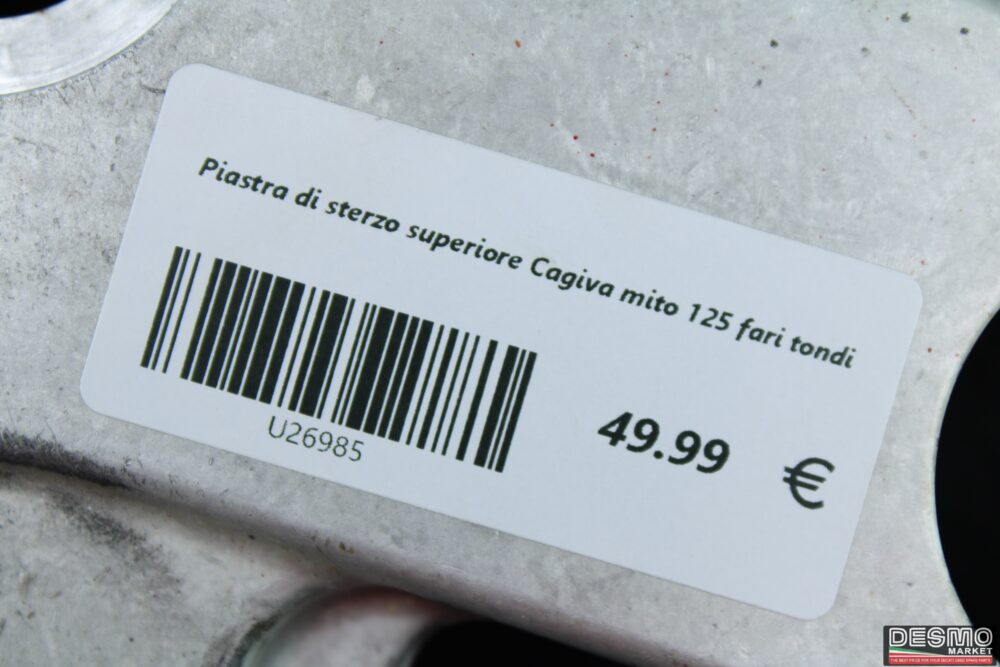 Piastra di sterzo superiore Cagiva mito 125 fari tondi
U26985
49.99 €
DESMO
MARKET